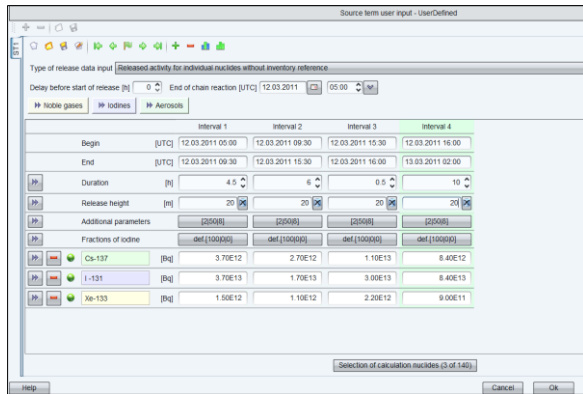 Source term user input - UserDefined
List
Type of release data input Released activity for individual nuclides without inventory reference
Delay before start of release [h] 0 End of chain reaction [UTC] 12.03.2011 05:00
Noble gases Iodines Aerosols
Interval 1 Interval 2 Interval 3 Interval 4
Begin [UTC] 12.03.2011 05:00 12.03.2011 09:30 12.03.2011 15:30 12.03.2011 16:00
End [UTC] 12.03.2011 09:30 12.03.2011 15:30 12.03.2011 16:00 13.03.2011 02:00
Duration [h] 4.5 6 0.5 10
Release height [m] 20 20 20 20
Additional parameters [2|50|8] [2|50|8] [2|50|8] [2|50|8]
Fractions of iodine def.[100|0|0] def.[100|0|0] def.[100|0|0] def.[100|0|0]
Cs-137 [Bq] 3.70E12 2.70E12 1.10E13 8.40E12
I -131 [Bq] 3.70E13 1.70E13 3.00E13 8.40E13
Xe-133 [Bq] 1.50E12 1.10E12 2.20E12 9.00E11
Selection of calculation nuclides (3 of 140)
Help Cancel Ok